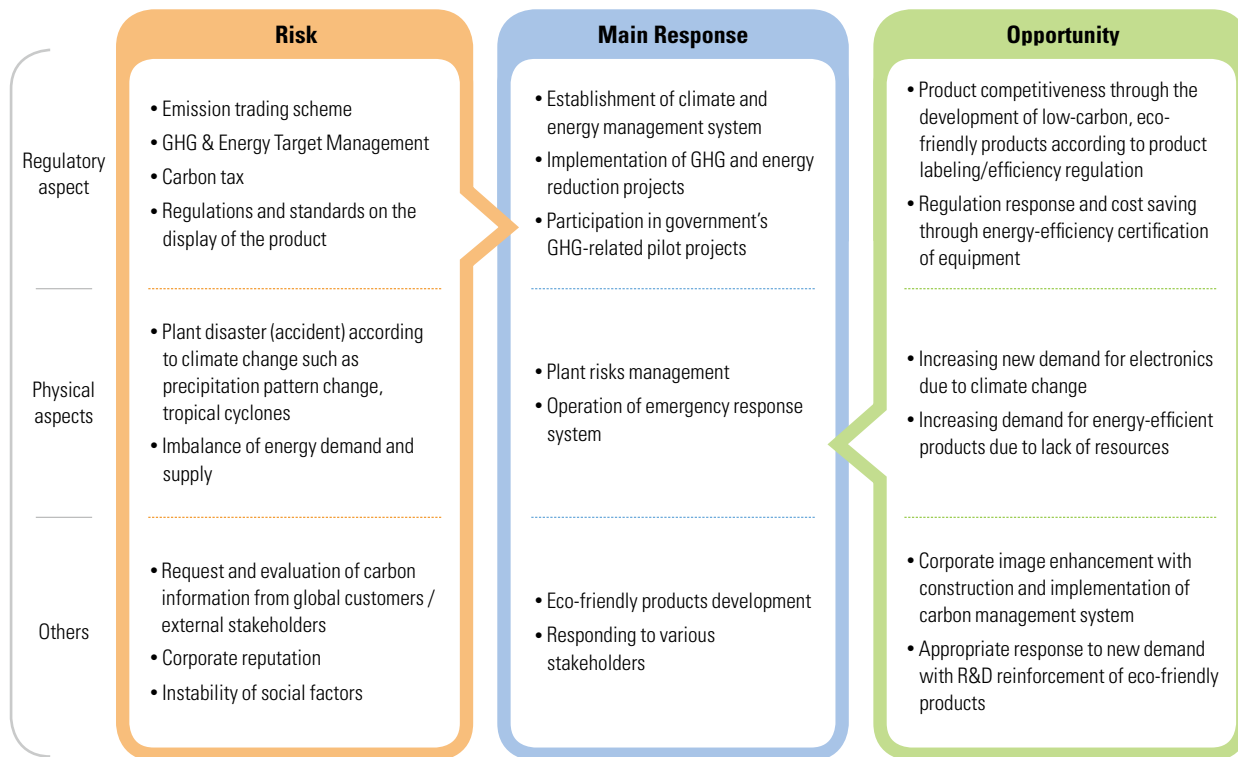 Risk
Main Response
Opportunity
Regulatory
aspect
• Emission trading scheme
• GHG & Energy Target Management
• Carbon tax
• Regulations and standards on the
display of the product
• Establishment of climate and
energy management system
• Implementation of GHG and energy
reduction projects
• Participation in government's
GHG-related pilot projects
• Product competitiveness through the
development of low-carbon, eco-
friendly products according to product
labeling/efficiency regulation
• Regulation response and cost saving
through energy-efficiency certification
of equipment
Physical
aspects
• Plant disaster (accident) according
to climate change such as
precipitation pattern change,
tropical cyclones
• Imbalance of energy demand and
supply
• Plant risks management
• Operation of emergency response
system
• Increasing new demand for electronics
due to climate change
• Increasing demand for energy-efficient
products due to lack of resources
Others
• Request and evaluation of carbon
information from global customers /
external stakeholders
• Corporate reputation
• Instability of social factors
• Eco-friendly products development
• Responding to various
stakeholders
• Corporate image enhancement with
construction and implementation of
carbon management system
• Appropriate response to new demand
with R&D reinforcement of eco-friendly
products